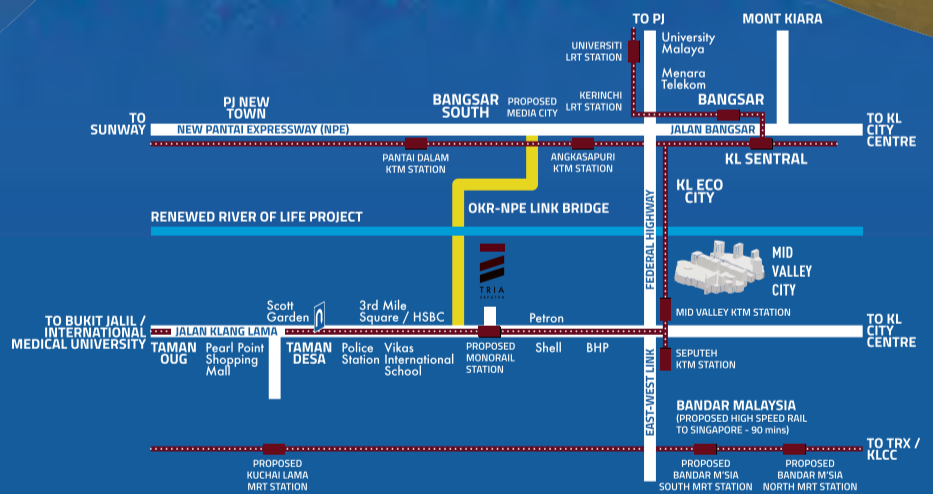 TO PJ
MONT KIARA
University
Malaya
UNIVERSITI
LRT STATION
Menara
Telekom
KERINCHI
LRT STATION
BANGSAR
PJ NEW
TOWN
BANGSAR
SOUTH
PROPOSED
MEDIA CITY
TO
SUNWAY
NEW PANTAI EXPRESSWAY (NPE)
JALAN BANGSAR
TO KL
CITY
CENTRE
PANTAI DALAM
KTM STATION
ANGKASAPURI
KTM STATION
KL SENTRAL
KL ECO
CITY
OKR-NPE LINK BRIDGE
RENEWED RIVER OF LIFE PROJECT
FEDERAL HIGHWAY
MID
VALLEY
CITY
TRIA
MID VALLEY KTM STATION
Scott
Garden
3rd Mile
Square / HSBC
Petron
TO BUKIT JALIL /
INTERNATIONAL
MEDICAL UNIVERSITY
JALAN KLANG LAMA
TO KL
CITY
CENTRE
TAMAN
OUG
Pearl Point
Shopping
Mall
TAMAN
DESA
Police
Station
Vikas
International
School
PROPOSED
MONORAIL
STATION
Shell
BHP
SEPUTEH
KTM STATION
EAST-WEST LINK
BANDAR MALAYSIA
(PROPOSED HIGH SPEED RAIL
TO SINGAPORE - 90 mins)
TO TRX /
KLCC
PROPOSED
KUCHAI LAMA
MRT STATION
PROPOSED
BANDAR M'SIA
SOUTH MRT STATION
PROPOSED
BANDAR M'SIA
NORTH MRT STATION